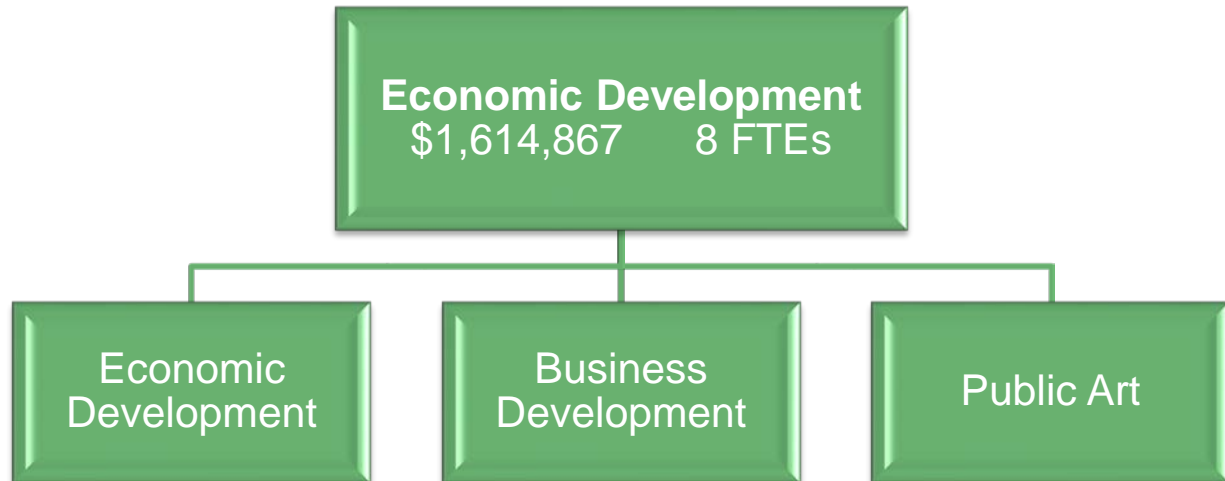 Economic Development
$1,614,867 8 FTEs
Economic
Development
Business
Development
Public Art